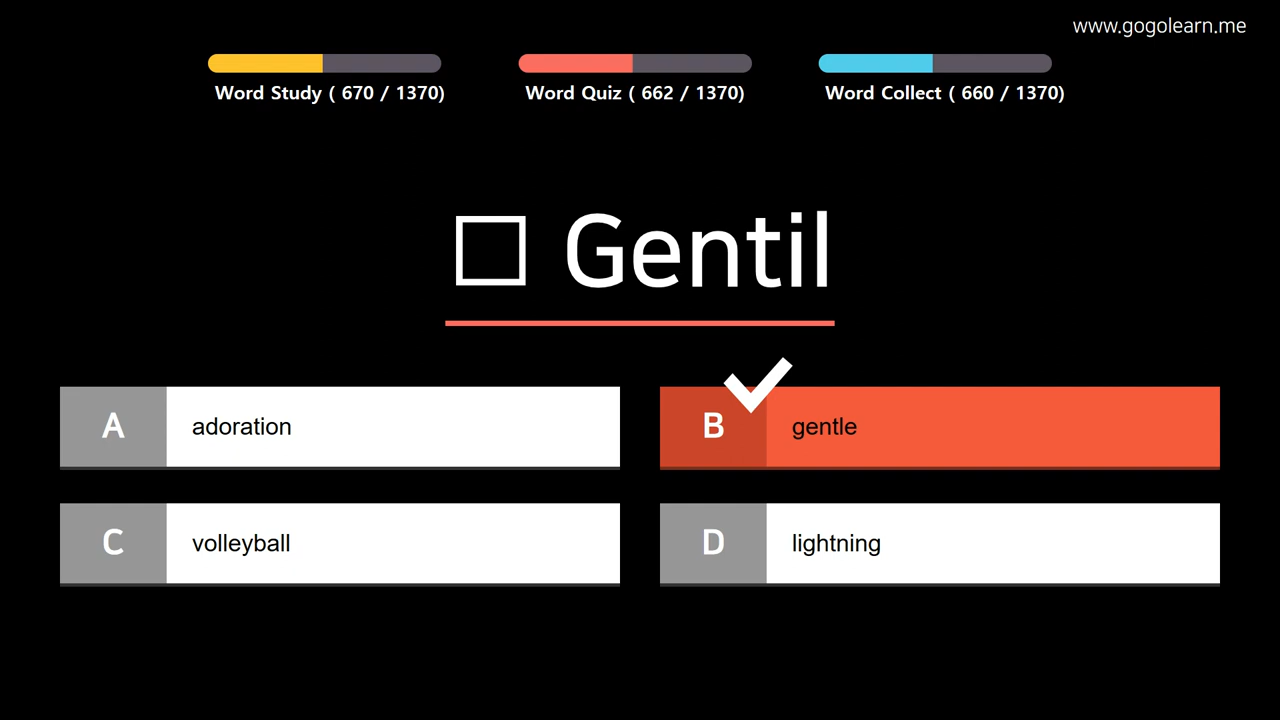 www.gogolearn.me
Word Study ( 670 / 1370)
Word Quiz ( 662 / 1370)
Word Collect ( 660 / 1370)
□ Gentil
A adoration
B gentle
C volleyball
D lightning